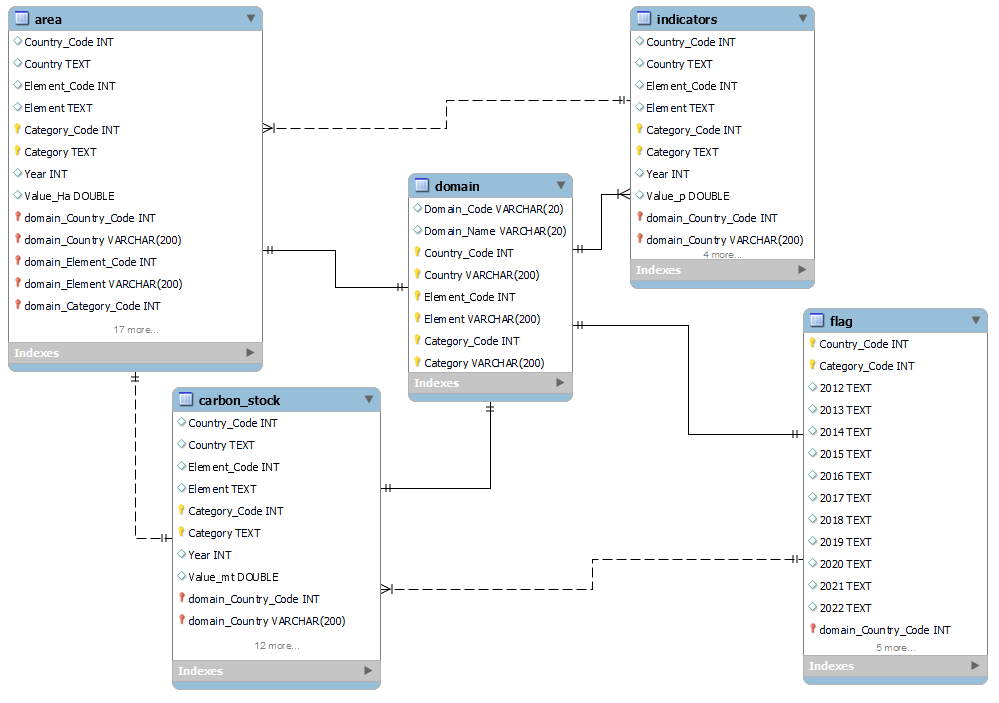 area
Country_Code INT
Country TEXT
Element_Code INT
Element TEXT
Category_Code INT
Category TEXT
Year INT
Value_Ha DOUBLE
domain_Country_Code INT
domain_Country VARCHAR(200)
domain_Element_Code INT
domain_Element VARCHAR(200)
domain_Category_Code INT
17 more...
Indexes
indicators
Country_Code INT
Country TEXT
Element_Code INT
Element TEXT
Category_Code INT
Category TEXT
Year INT
Value_p DOUBLE
domain_Country_Code INT
domain_Country VARCHAR(200)
4 more...
Indexes
domain
Domain_Code VARCHAR(20)
Domain_Name VARCHAR(20)
Country_Code INT
Country VARCHAR(200)
Element_Code INT
Element VARCHAR(200)
Category_Code INT
Category VARCHAR(200)
Indexes
flag
Country_Code INT
Category_Code INT
2012 TEXT
2013 TEXT
2014 TEXT
2015 TEXT
2016 TEXT
2017 TEXT
2018 TEXT
2019 TEXT
2020 TEXT
2021 TEXT
2022 TEXT
domain_Country_Code INT
5 more...
Indexes
carbon_stock
Country_Code INT
Country TEXT
Element_Code INT
Element TEXT
Category_Code INT
Category TEXT
Year INT
Value_mt DOUBLE
domain_Country_Code INT
domain_Country VARCHAR(200)
12 more...
Indexes